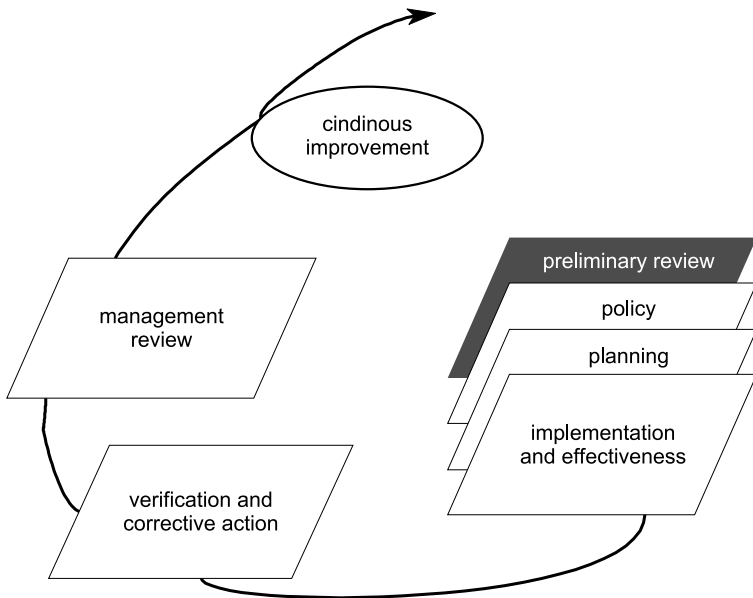 cindinous
improvement
preliminary review
policy
planning
implementation
and effectiveness
management
review
verification and
corrective action